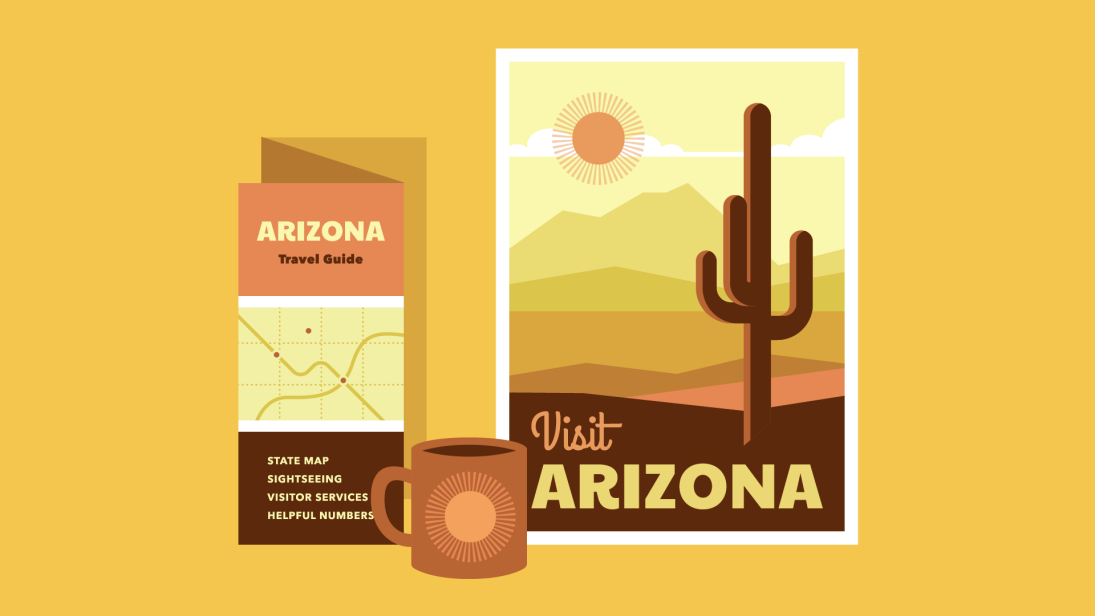 ARIZONA
Travel Guide
STATE MAP
SIGHTSEEING
VISITOR SERVICES
HELPFUL NUMBERS
Visit
ARIZONA